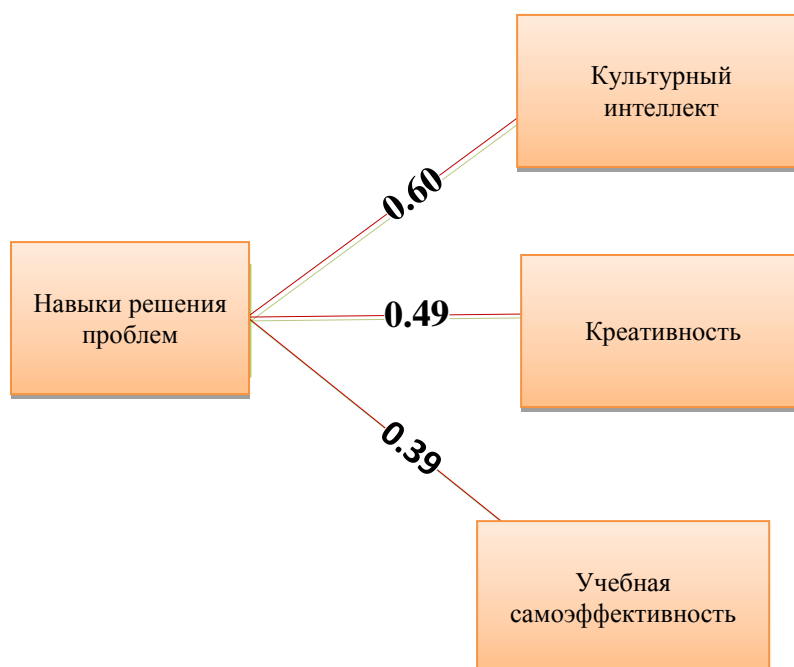 Культурный
интеллект
0.60
Навыки решения
проблем
0.49
Креативность
0.39
Учебная
самоэффективность